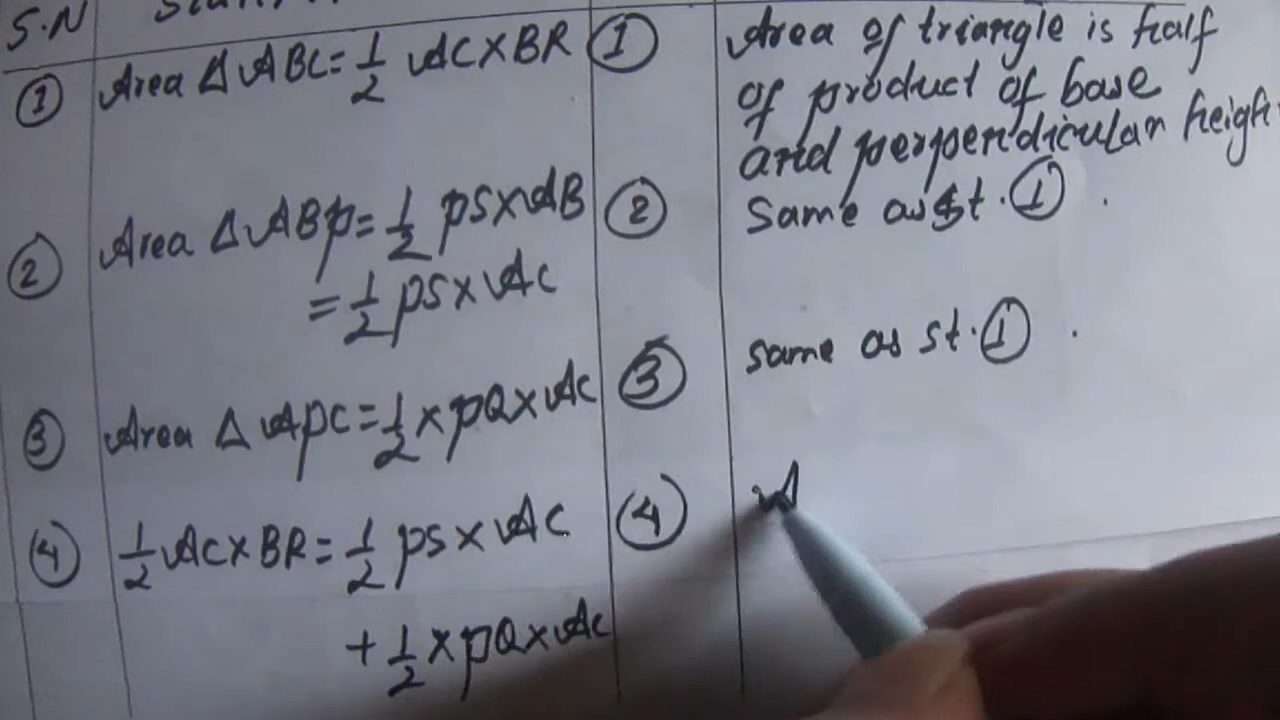 S.N
① Area Δ ABC = 1/2 AC × BR ① Area of triangle is half
of product of base
and perpendicular heigh
② Area Δ ABP = 1/2 PS × AB ② Same as st. ① .
= 1/2 PS × AC
③ Area Δ APC = 1/2 × PQ × AC ③ same as st. ① .
④ 1/2 AC × BR = 1/2 PS × AC ④ A
+ 1/2 × PQ × AC